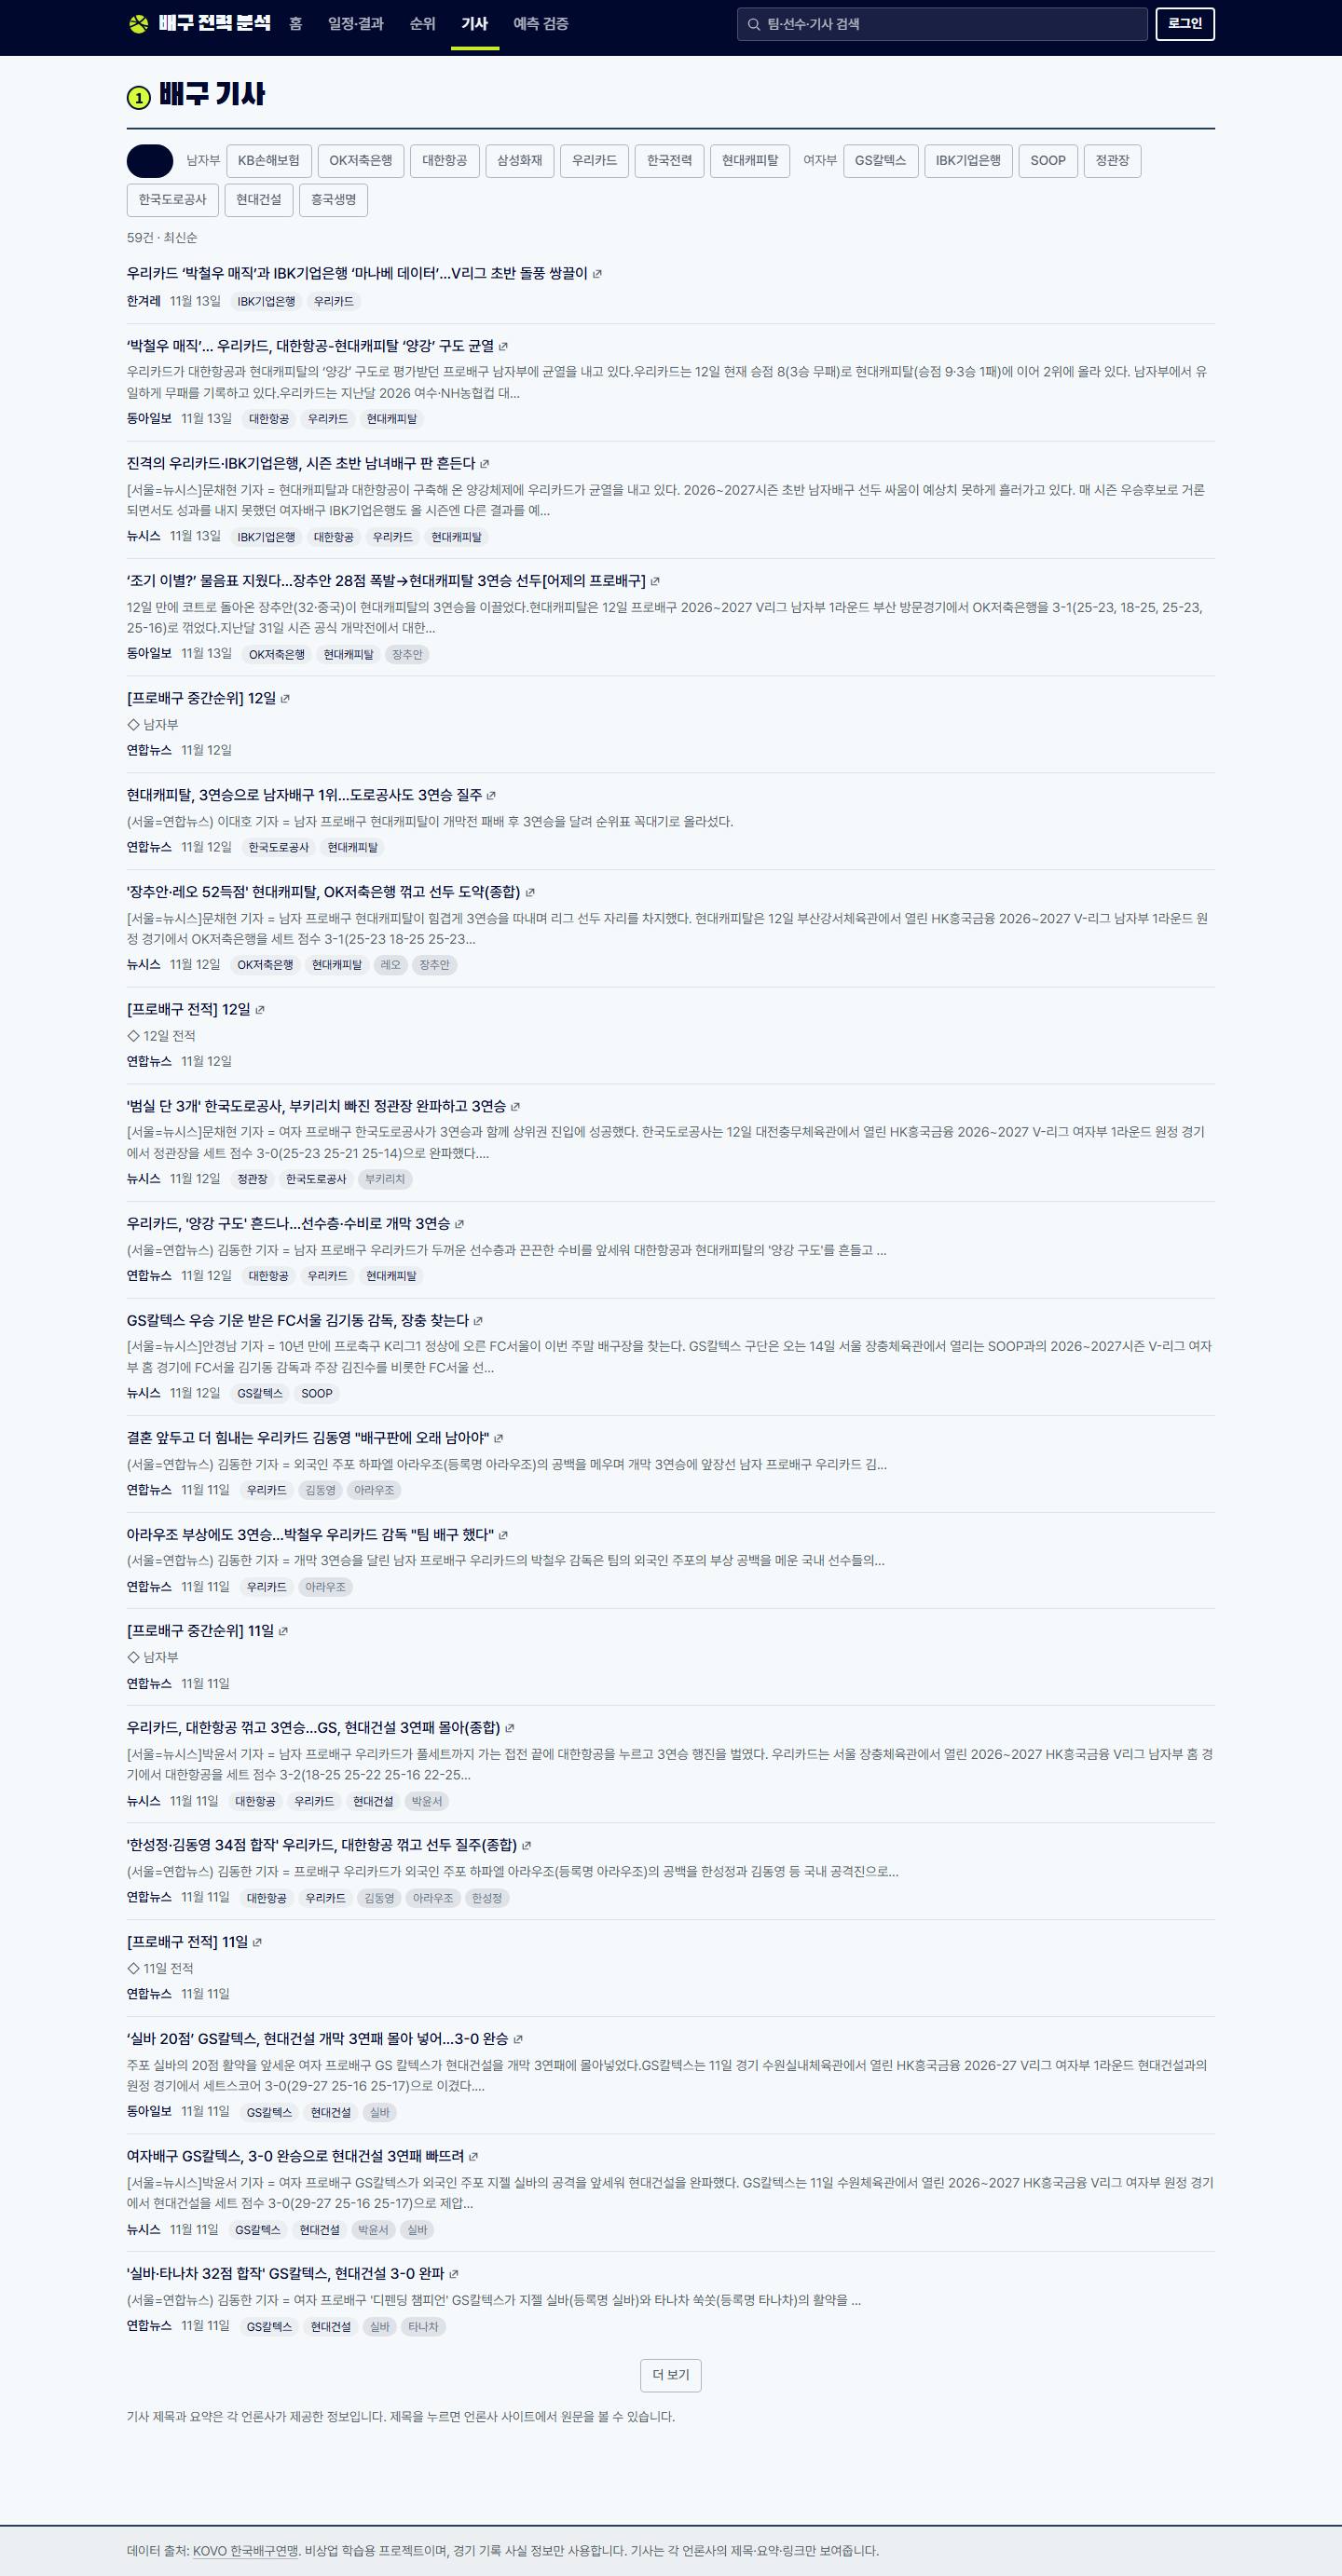 배구 전력 분석 홈 일정·결과 순위 기사 예측 검증 팀·선수·기사 검색 로그인
1 배구 기사
남자부 KB손해보험 OK저축은행 대한항공 삼성화재 우리카드 한국전력 현대캐피탈 여자부 GS칼텍스 IBK기업은행 SOOP 정관장
한국도로공사 현대건설 흥국생명
59건 · 최신순
우리카드 ‘박철우 매직’과 IBK기업은행 ‘마나베 데이터’…V리그 초반 돌풍 쌍끌이
한겨레 11월 13일 IBK기업은행 우리카드
‘박철우 매직’… 우리카드, 대한항공-현대캐피탈 ‘양강’ 구도 균열
우리카드가 대한항공과 현대캐피탈의 ‘양강’ 구도로 평가받던 프로배구 남자부에 균열을 내고 있다.우리카드는 12일 현재 승점 8(3승 무패)로 현대캐피탈(승점 9·3승 1패)에 이어 2위에 올라 있다. 남자부에서 유
일하게 무패를 기록하고 있다.우리카드는 지난달 2026 여수·NH농협컵 대…
동아일보 11월 13일 대한항공 우리카드 현대캐피탈
진격의 우리카드·IBK기업은행, 시즌 초반 남녀배구 판 흔든다
[서울=뉴시스]문채현 기자 = 현대캐피탈과 대한항공이 구축해 온 양강체제에 우리카드가 균열을 내고 있다. 2026~2027시즌 초반 남자배구 선두 싸움이 예상치 못하게 흘러가고 있다. 매 시즌 우승후보로 거론
되면서도 성과를 내지 못했던 여자배구 IBK기업은행도 올 시즌엔 다른 결과를 예…
뉴시스 11월 13일 IBK기업은행 대한항공 우리카드 현대캐피탈
‘조기 이별?’ 물음표 지웠다…장추안 28점 폭발→현대캐피탈 3연승 선두[어제의 프로배구]
12일 만에 코트로 돌아온 장추안(32·중국)이 현대캐피탈의 3연승을 이끌었다.현대캐피탈은 12일 프로배구 2026~2027 V리그 남자부 1라운드 부산 방문경기에서 OK저축은행을 3-1(25-23, 18-25, 25-23,
25-16)로 꺾었다.지난달 31일 시즌 공식 개막전에서 대한…
동아일보 11월 13일 OK저축은행 현대캐피탈 장추안
[프로배구 중간순위] 12일
◇ 남자부
연합뉴스 11월 12일
현대캐피탈, 3연승으로 남자배구 1위…도로공사도 3연승 질주
(서울=연합뉴스) 이대호 기자 = 남자 프로배구 현대캐피탈이 개막전 패배 후 3연승을 달려 순위표 꼭대기로 올라섰다.
연합뉴스 11월 12일 한국도로공사 현대캐피탈
'장추안·레오 52득점' 현대캐피탈, OK저축은행 꺾고 선두 도약(종합)
[서울=뉴시스]문채현 기자 = 남자 프로배구 현대캐피탈이 힘겹게 3연승을 따내며 리그 선두 자리를 차지했다. 현대캐피탈은 12일 부산강서체육관에서 열린 HK흥국금융 2026~2027 V-리그 남자부 1라운드 원
정 경기에서 OK저축은행을 세트 점수 3-1(25-23 18-25 25-23…
뉴시스 11월 12일 OK저축은행 현대캐피탈 레오 장추안
[프로배구 전적] 12일
◇ 12일 전적
연합뉴스 11월 12일
'범실 단 3개' 한국도로공사, 부키리치 빠진 정관장 완파하고 3연승
[서울=뉴시스]문채현 기자 = 여자 프로배구 한국도로공사가 3연승과 함께 상위권 진입에 성공했다. 한국도로공사는 12일 대전충무체육관에서 열린 HK흥국금융 2026~2027 V-리그 여자부 1라운드 원정 경기
에서 정관장을 세트 점수 3-0(25-23 25-21 25-14)으로 완파했다.…
뉴시스 11월 12일 정관장 한국도로공사 부키리치
우리카드, '양강 구도' 흔드나…선수층·수비로 개막 3연승
(서울=연합뉴스) 김동한 기자 = 남자 프로배구 우리카드가 두꺼운 선수층과 끈끈한 수비를 앞세워 대한항공과 현대캐피탈의 '양강 구도'를 흔들고 …
연합뉴스 11월 12일 대한항공 우리카드 현대캐피탈
GS칼텍스 우승 기운 받은 FC서울 김기동 감독, 장충 찾는다
[서울=뉴시스]안경남 기자 = 10년 만에 프로축구 K리그1 정상에 오른 FC서울이 이번 주말 배구장을 찾는다. GS칼텍스 구단은 오는 14일 서울 장충체육관에서 열리는 SOOP과의 2026~2027시즌 V-리그 여자
부 홈 경기에 FC서울 김기동 감독과 주장 김진수를 비롯한 FC서울 선…
뉴시스 11월 12일 GS칼텍스 SOOP
결혼 앞두고 더 힘내는 우리카드 김동영 "배구판에 오래 남아야"
(서울=연합뉴스) 김동한 기자 = 외국인 주포 하파엘 아라우조(등록명 아라우조)의 공백을 메우며 개막 3연승에 앞장선 남자 프로배구 우리카드 김…
연합뉴스 11월 11일 우리카드 김동영 아라우조
아라우조 부상에도 3연승…박철우 우리카드 감독 "팀 배구 했다"
(서울=연합뉴스) 김동한 기자 = 개막 3연승을 달린 남자 프로배구 우리카드의 박철우 감독은 팀의 외국인 주포의 부상 공백을 메운 국내 선수들의…
연합뉴스 11월 11일 우리카드 아라우조
[프로배구 중간순위] 11일
◇ 남자부
연합뉴스 11월 11일
우리카드, 대한항공 꺾고 3연승…GS, 현대건설 3연패 몰아(종합)
[서울=뉴시스]박윤서 기자 = 남자 프로배구 우리카드가 풀세트까지 가는 접전 끝에 대한항공을 누르고 3연승 행진을 벌였다. 우리카드는 서울 장충체육관에서 열린 2026~2027 HK흥국금융 V리그 남자부 홈 경
기에서 대한항공을 세트 점수 3-2(18-25 25-22 25-16 22-25…
뉴시스 11월 11일 대한항공 우리카드 현대건설 박윤서
'한성정·김동영 34점 합작' 우리카드, 대한항공 꺾고 선두 질주(종합)
(서울=연합뉴스) 김동한 기자 = 프로배구 우리카드가 외국인 주포 하파엘 아라우조(등록명 아라우조)의 공백을 한성정과 김동영 등 국내 공격진으로…
연합뉴스 11월 11일 대한항공 우리카드 김동영 아라우조 한성정
[프로배구 전적] 11일
◇ 11일 전적
연합뉴스 11월 11일
‘실바 20점’ GS칼텍스, 현대건설 개막 3연패 몰아 넣어…3-0 완승
주포 실바의 20점 활약을 앞세운 여자 프로배구 GS 칼텍스가 현대건설을 개막 3연패에 몰아넣었다.GS칼텍스는 11일 경기 수원실내체육관에서 열린 HK흥국금융 2026-27 V리그 여자부 1라운드 현대건설과의
원정 경기에서 세트스코어 3-0(29-27 25-16 25-17)으로 이겼다.…
동아일보 11월 11일 GS칼텍스 현대건설 실바
여자배구 GS칼텍스, 3-0 완승으로 현대건설 3연패 빠뜨려
[서울=뉴시스]박윤서 기자 = 여자 프로배구 GS칼텍스가 외국인 주포 지젤 실바의 공격을 앞세워 현대건설을 완파했다. GS칼텍스는 11일 수원체육관에서 열린 2026~2027 HK흥국금융 V리그 여자부 원정 경기
에서 현대건설을 세트 점수 3-0(29-27 25-16 25-17)으로 제압…
뉴시스 11월 11일 GS칼텍스 현대건설 박윤서 실바
'실바·타나차 32점 합작' GS칼텍스, 현대건설 3-0 완파
(서울=연합뉴스) 김동한 기자 = 여자 프로배구 '디펜딩 챔피언' GS칼텍스가 지젤 실바(등록명 실바)와 타나차 쑥쏫(등록명 타나차)의 활약을 …
연합뉴스 11월 11일 GS칼텍스 현대건설 실바 타나차
더 보기
기사 제목과 요약은 각 언론사가 제공한 정보입니다. 제목을 누르면 언론사 사이트에서 원문을 볼 수 있습니다.
데이터 출처: KOVO 한국배구연맹. 비상업 학습용 프로젝트이며, 경기 기록 사실 정보만 사용합니다. 기사는 각 언론사의 제목·요약·링크만 보여줍니다.